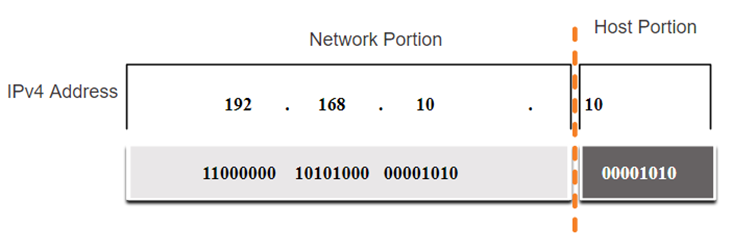 Network Portion
Host Portion
IPv4 Address
192 . 168 . 10 . 10
11000000 10101000 00001010 00001010